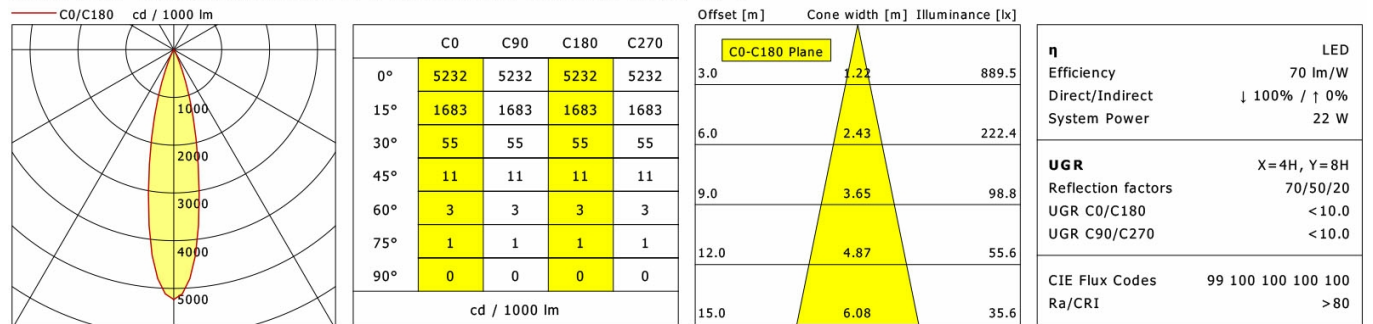 C0/C180 cd / 1000 lm
1000
2000
3000
4000
5000
C0 C90 C180 C270
0° 5232 5232 5232 5232
15° 1683 1683 1683 1683
30° 55 55 55 55
45° 11 11 11 11
60° 3 3 3 3
75° 1 1 1 1
90° 0 0 0 0
cd / 1000 lm
Offset [m] Cone width [m] Illuminance [lx]
C0-C180 Plane
3.0 1.22 889.5
6.0 2.43 222.4
9.0 3.65 98.8
12.0 4.87 55.6
15.0 6.08 35.6
η LED
Efficiency 70 lm/W
Direct/Indirect ↓ 100% / ↑ 0%
System Power 22 W
UGR X=4H, Y=8H
Reflection factors 70/50/20
UGR C0/C180 <10.0
UGR C90/C270 <10.0
CIE Flux Codes 99 100 100 100 100
Ra/CRI >80